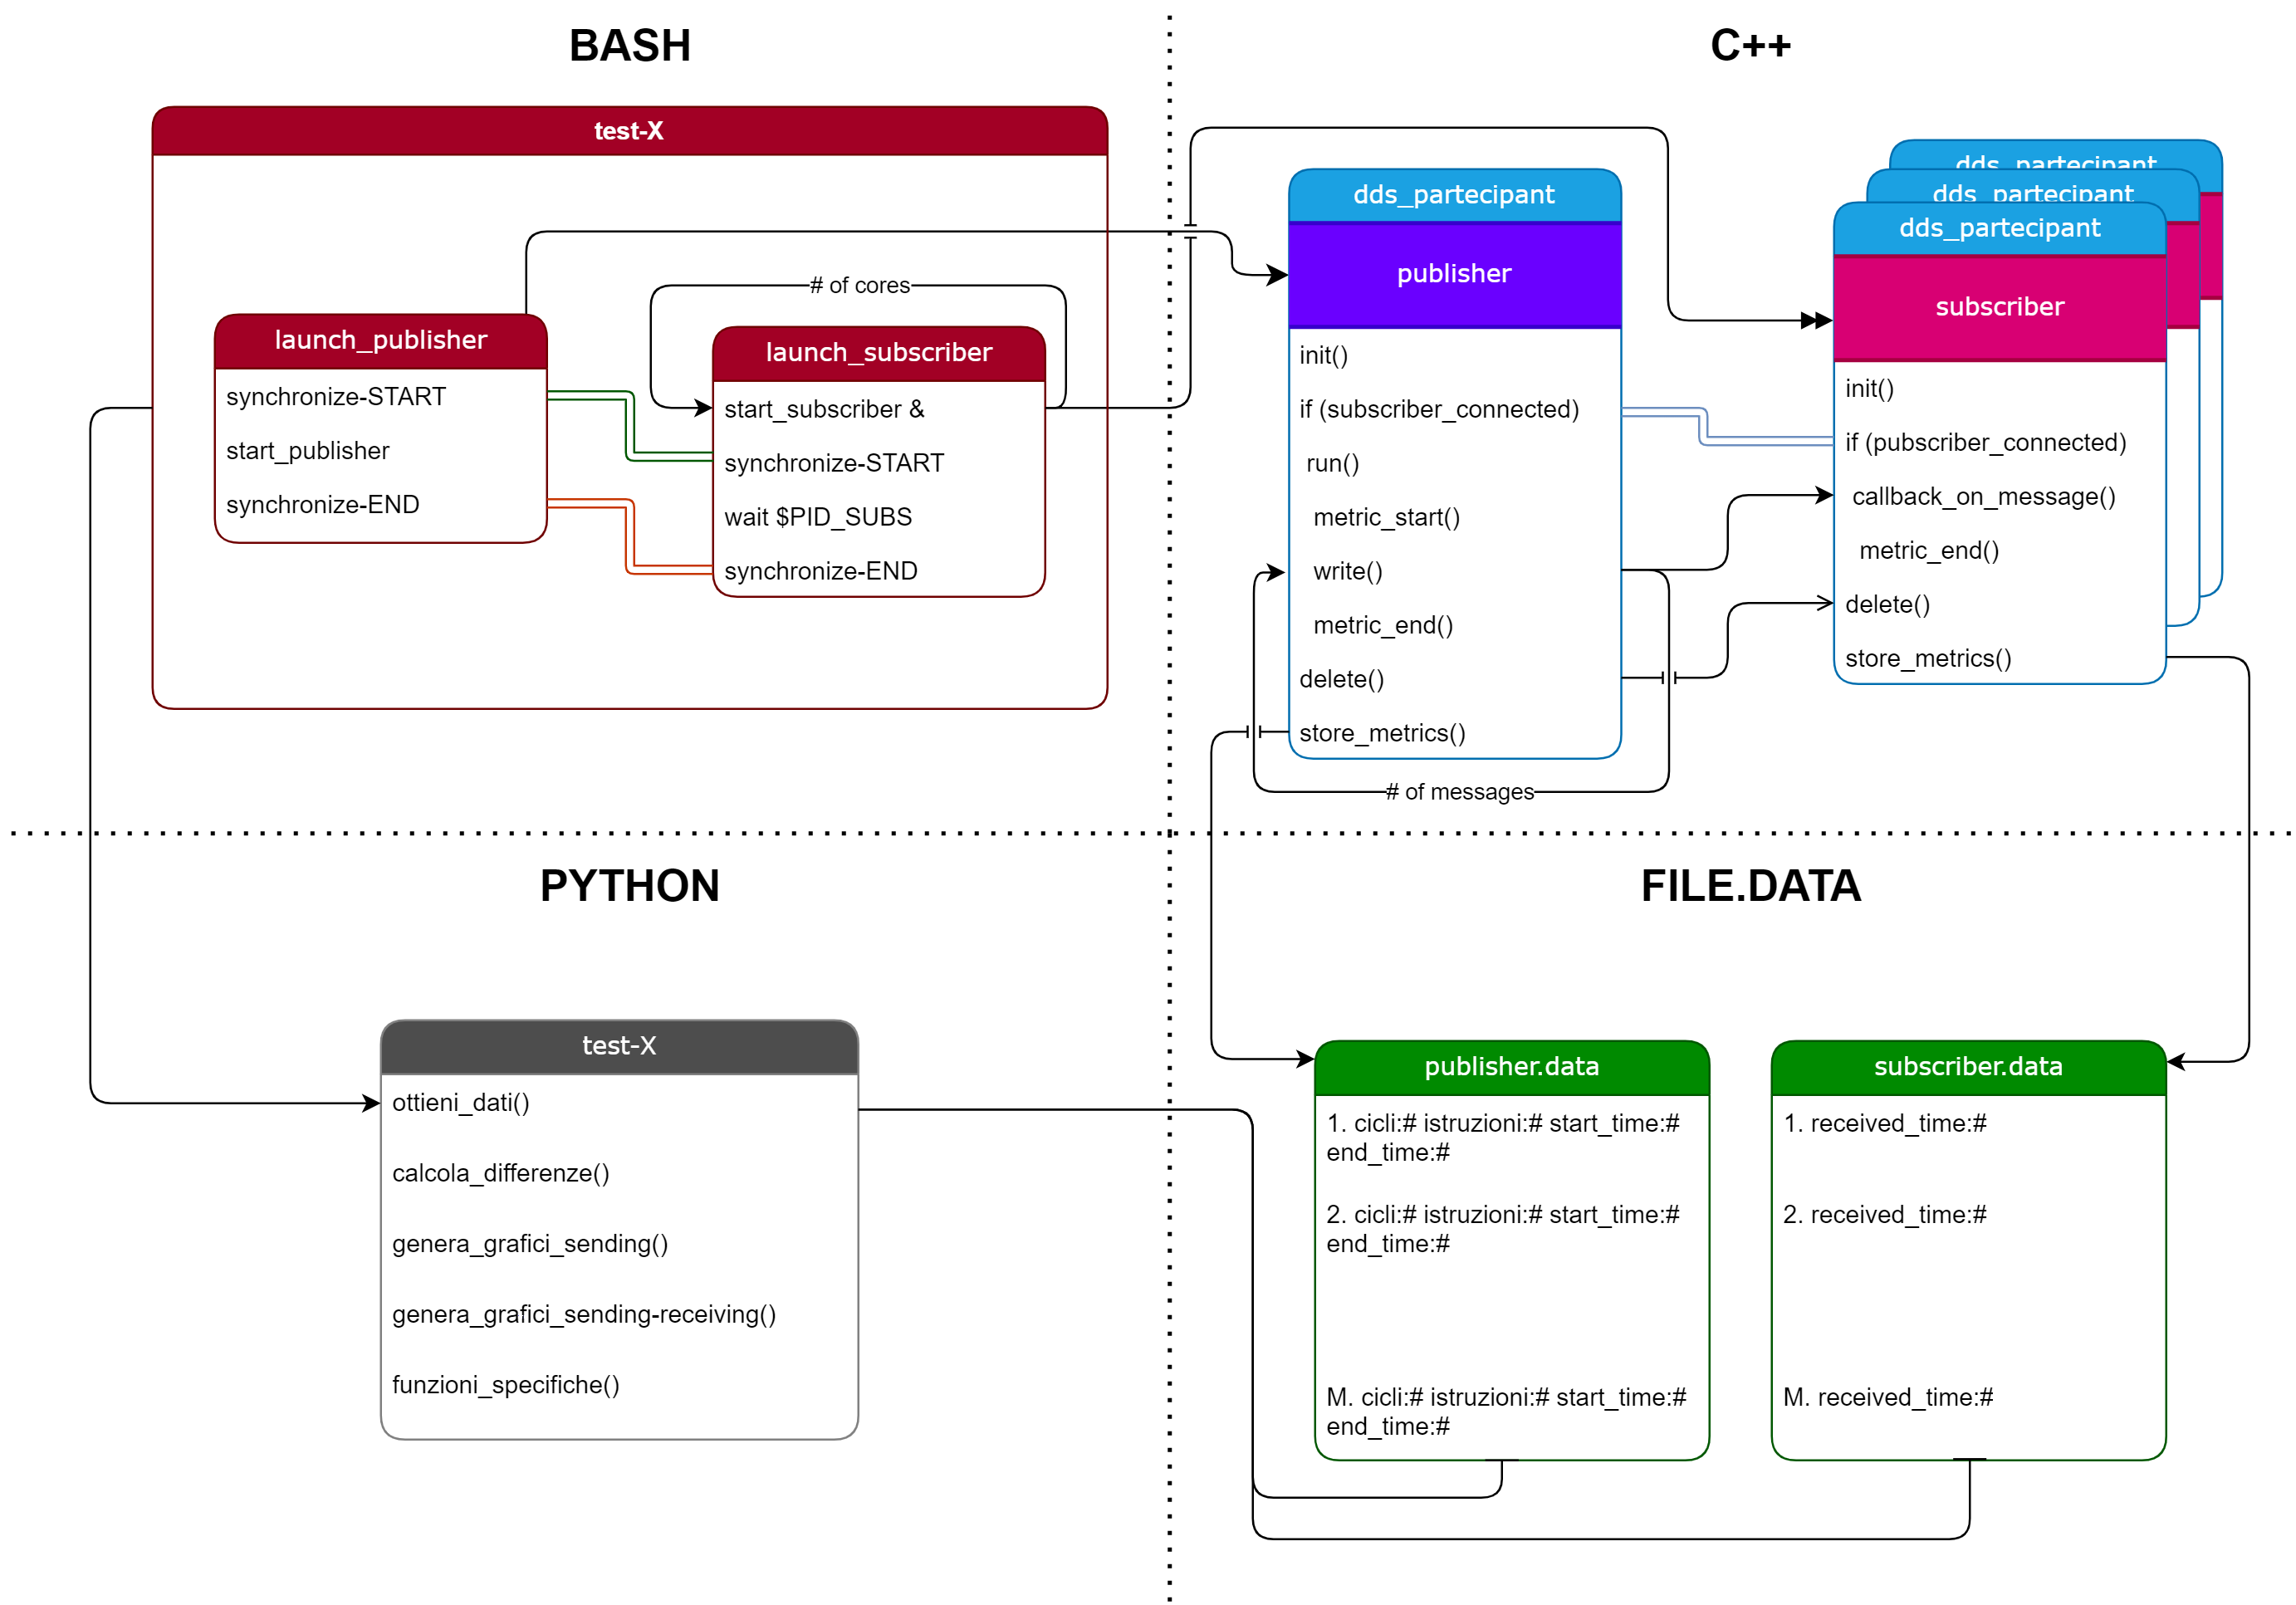 BASH
test-X
# of cores
launch_publisher
synchronize-START
start_publisher
synchronize-END
launch_subscriber
start_subscriber &
synchronize-START
wait $PID_SUBS
synchronize-END
C++
dds_partecipant
publisher
init()
if (subscriber_connected)
run()
metric_start()
write()
metric_end()
delete()
store_metrics()
# of messages
dds_partecipant
dds_partecipant
dds_partecipant
subscriber
init()
if (pubscriber_connected)
callback_on_message()
metric_end()
delete()
store_metrics()
PYTHON
test-X
ottieni_dati()
calcola_differenze()
genera_grafici_sending()
genera_grafici_sending-receiving()
funzioni_specifiche()
FILE.DATA
publisher.data
1. cicli:# istruzioni:# start_time:#
end_time:#
2. cicli:# istruzioni:# start_time:#
end_time:#
M. cicli:# istruzioni:# start_time:#
end_time:#
subscriber.data
1. received_time:#
2. received_time:#
M. received_time:#